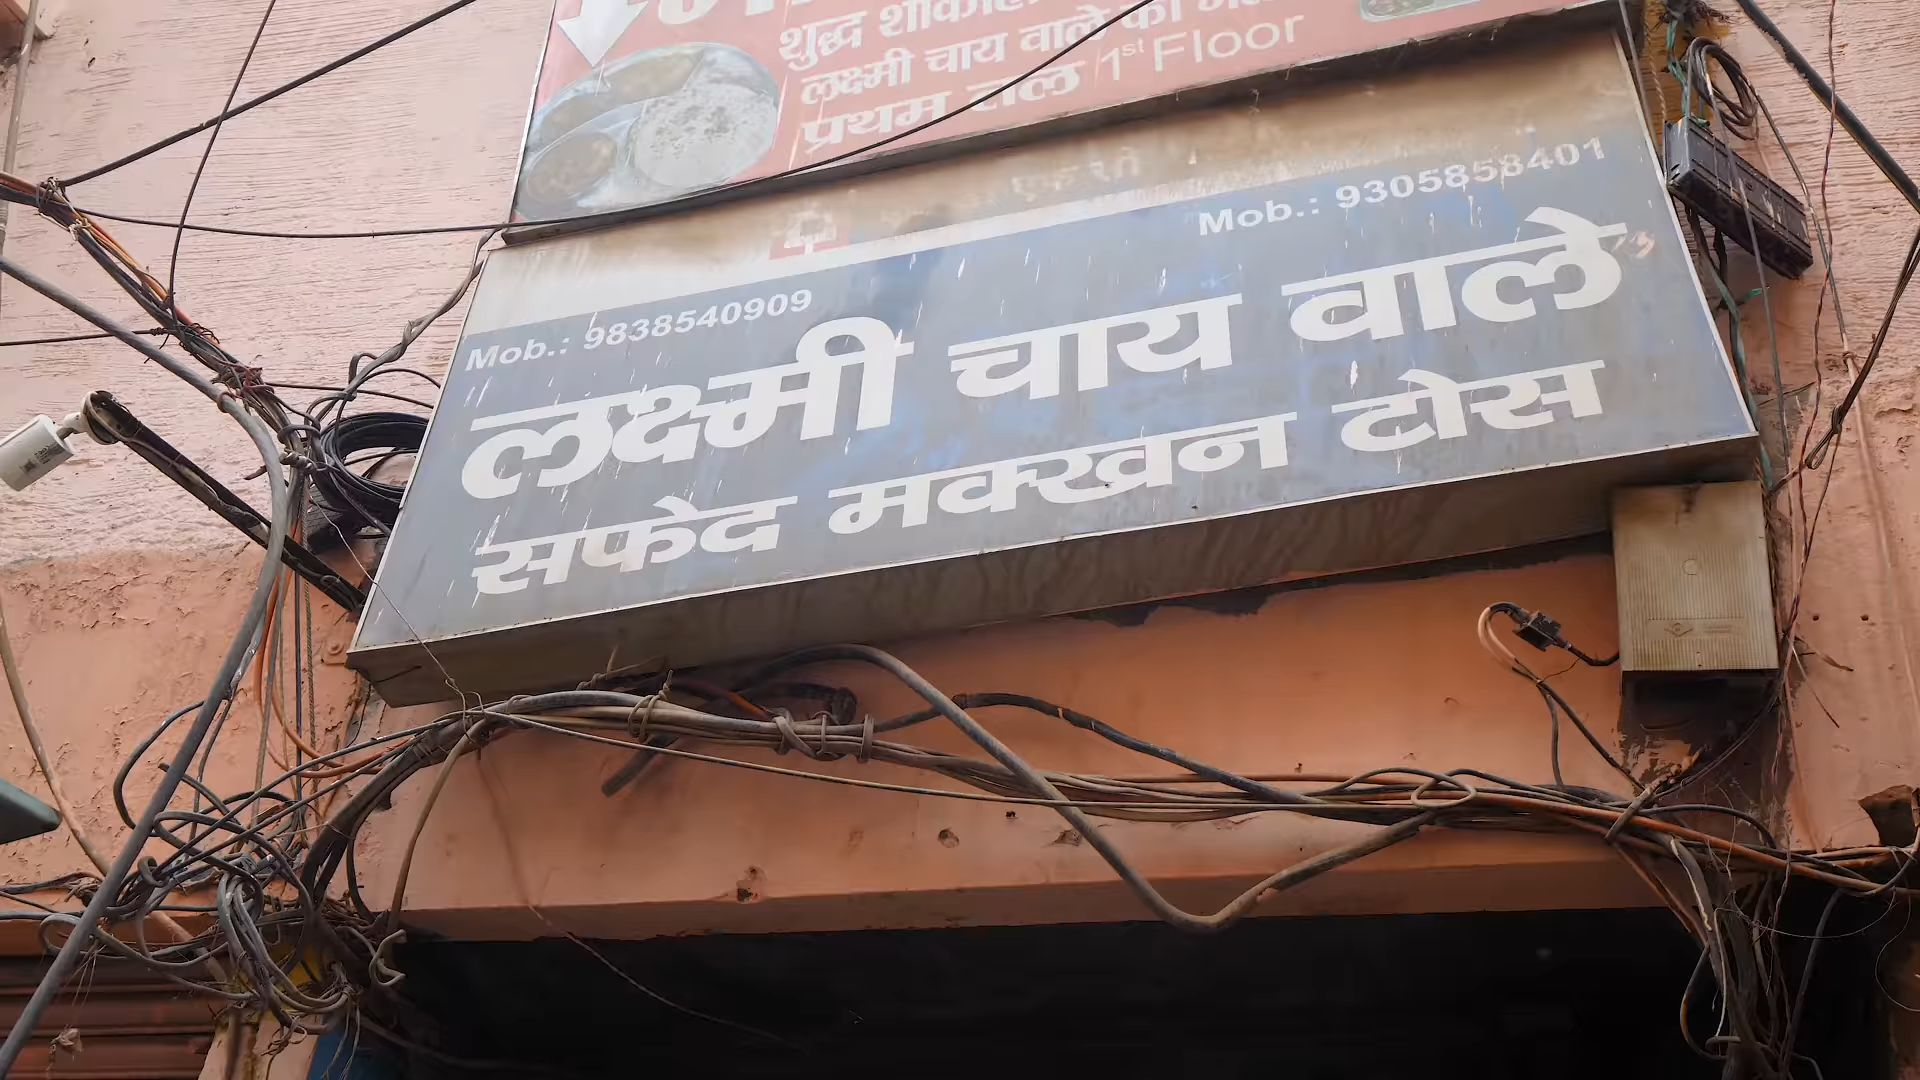 शुद्ध शाकाहारी
लक्ष्मी चाय वाले की
प्रथम तल 1st Floor
Mob.: 9838540909
Mob.: 9305858401
लक्ष्मी चाय वाले
सफेद मक्खन टोस